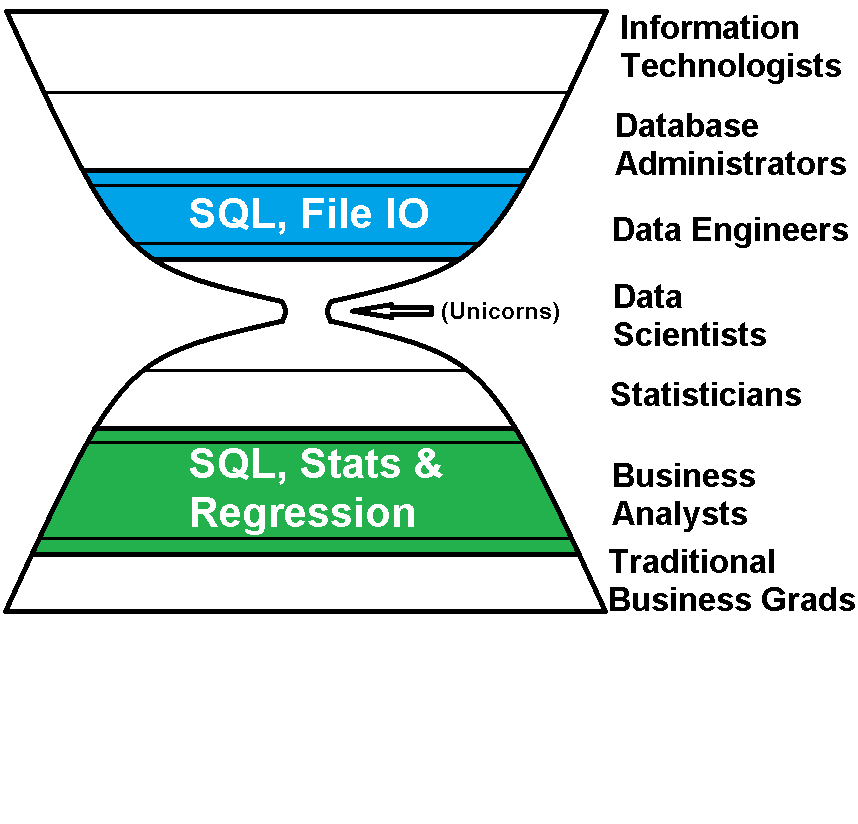 Information
Technologists
Database
Administrators
SQL, File IO
Data Engineers
Data
Scientists
(Unicorns)
Statisticians
SQL, Stats &
Regression
Business
Analysts
Traditional
Business Grads